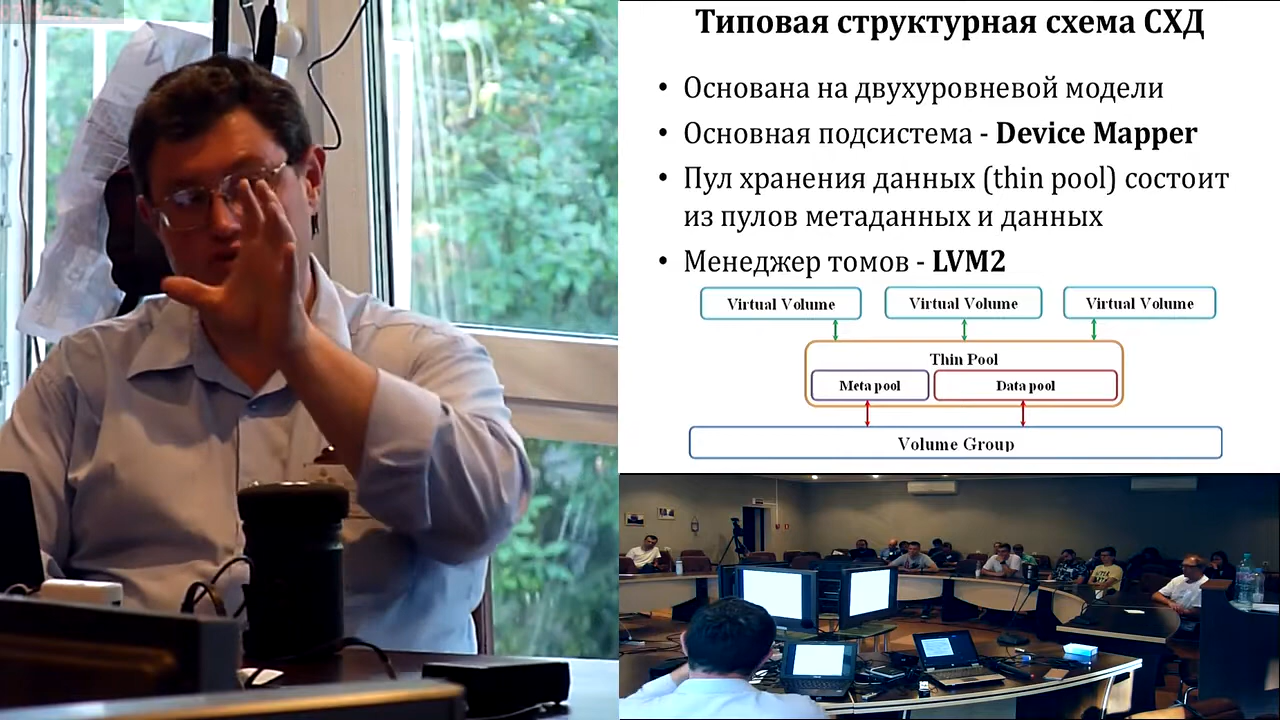 Типовая структурная схема СХД
• Основана на двухуровневой модели
• Основная подсистема - Device Mapper
• Пул хранения данных (thin pool) состоит
из пулов метаданных и данных
• Менеджер томов - LVM2
Virtual Volume
Virtual Volume
Virtual Volume
Thin Pool
Meta pool
Data pool
Volume Group